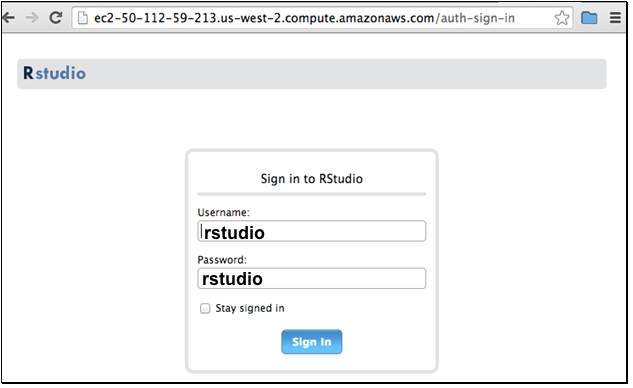 ec2-50-112-59-213.us-west-2.compute.amazonaws.com/auth-sign-in
Rstudio
Sign in to RStudio
Username:
rstudio
Password:
rstudio
Stay signed in
Sign In